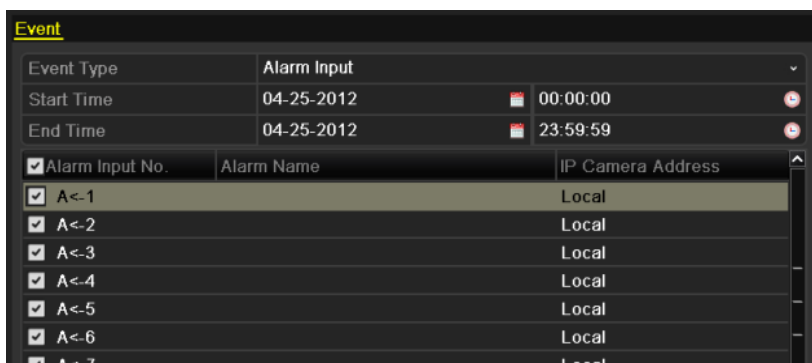 Event
Event Type Alarm Input
Start Time 04-25-2012 00:00:00
End Time 04-25-2012 23:59:59
Alarm Input No. Alarm Name IP Camera Address
A<-1 Local
A<-2 Local
A<-3 Local
A<-4 Local
A<-5 Local
A<-6 Local
A<-7 Local